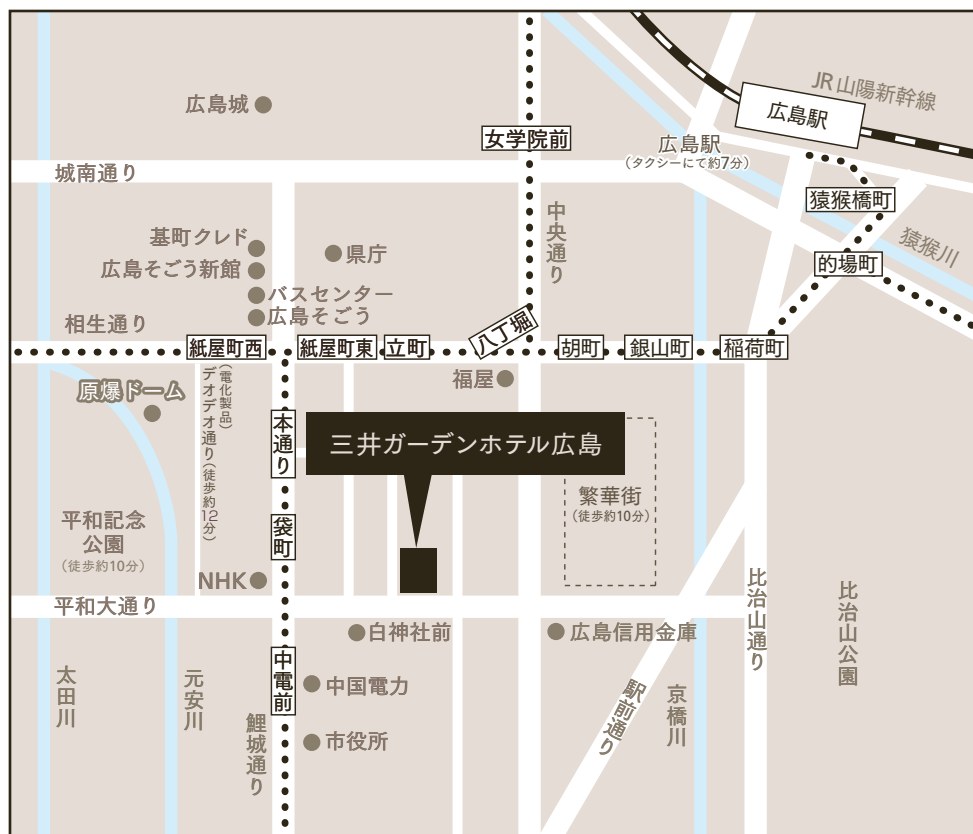 JR山陽新幹線
広島駅
広島城
女学院前
広島駅
（タクシーにて約7分）
城南通り
猿猴橋町
中央通り
猿猴川
基町クレド
県庁
広島そごう新館
的場町
バスセンター
広島そごう
相生通り
八丁堀
紙屋町西
紙屋町東
立町
胡町
銀山町
稲荷町
福屋
原爆ドーム
デオデオ通り（徒歩約12分）
（電化製品）
本通り
三井ガーデンホテル広島
繁華街
（徒歩約10分）
平和記念
公園
（徒歩約10分）
袋町
NHK
平和大通り
比治山通り
比治山公園
白神社前
広島信用金庫
太田川
元安川
中電前
中国電力
駅前通り
京橋川
鯉城通り
市役所